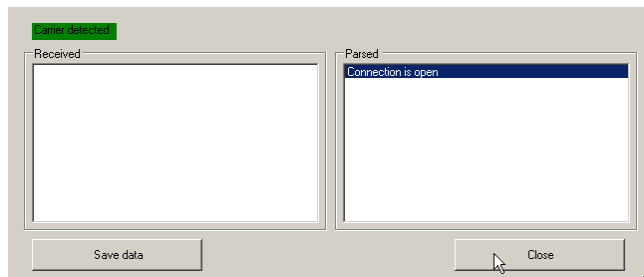 Carrier detected
Received
Parsed
Connection is open
Save data
Close